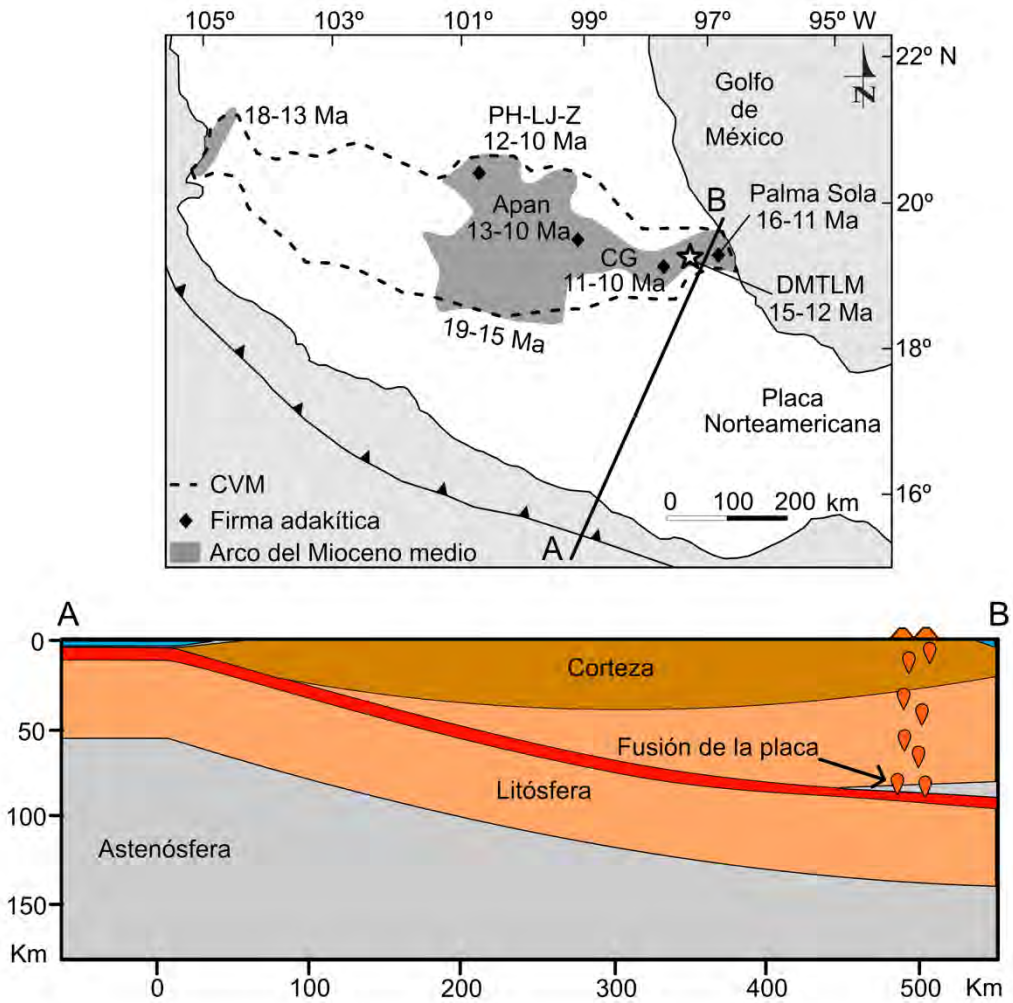 105º 103º 101º 99º 97º 95º W
22º N
Golfo
de
México
N
18-13 Ma
PH-LJ-Z
12-10 Ma
B
Palma Sola
16-11 Ma
20º
Apan
13-10 Ma
CG
11-10 Ma
DMTLM
15-12 Ma
19-15 Ma
18º
Placa
Norteamericana
CVM
Firma adakítica
Arco del Mioceno medio
0 100 200 km
16º
A
A B
0
Corteza
50
Fusión de la placa
Litósfera
100
Astenósfera
150
Km
0 100 200 300 400 500 Km